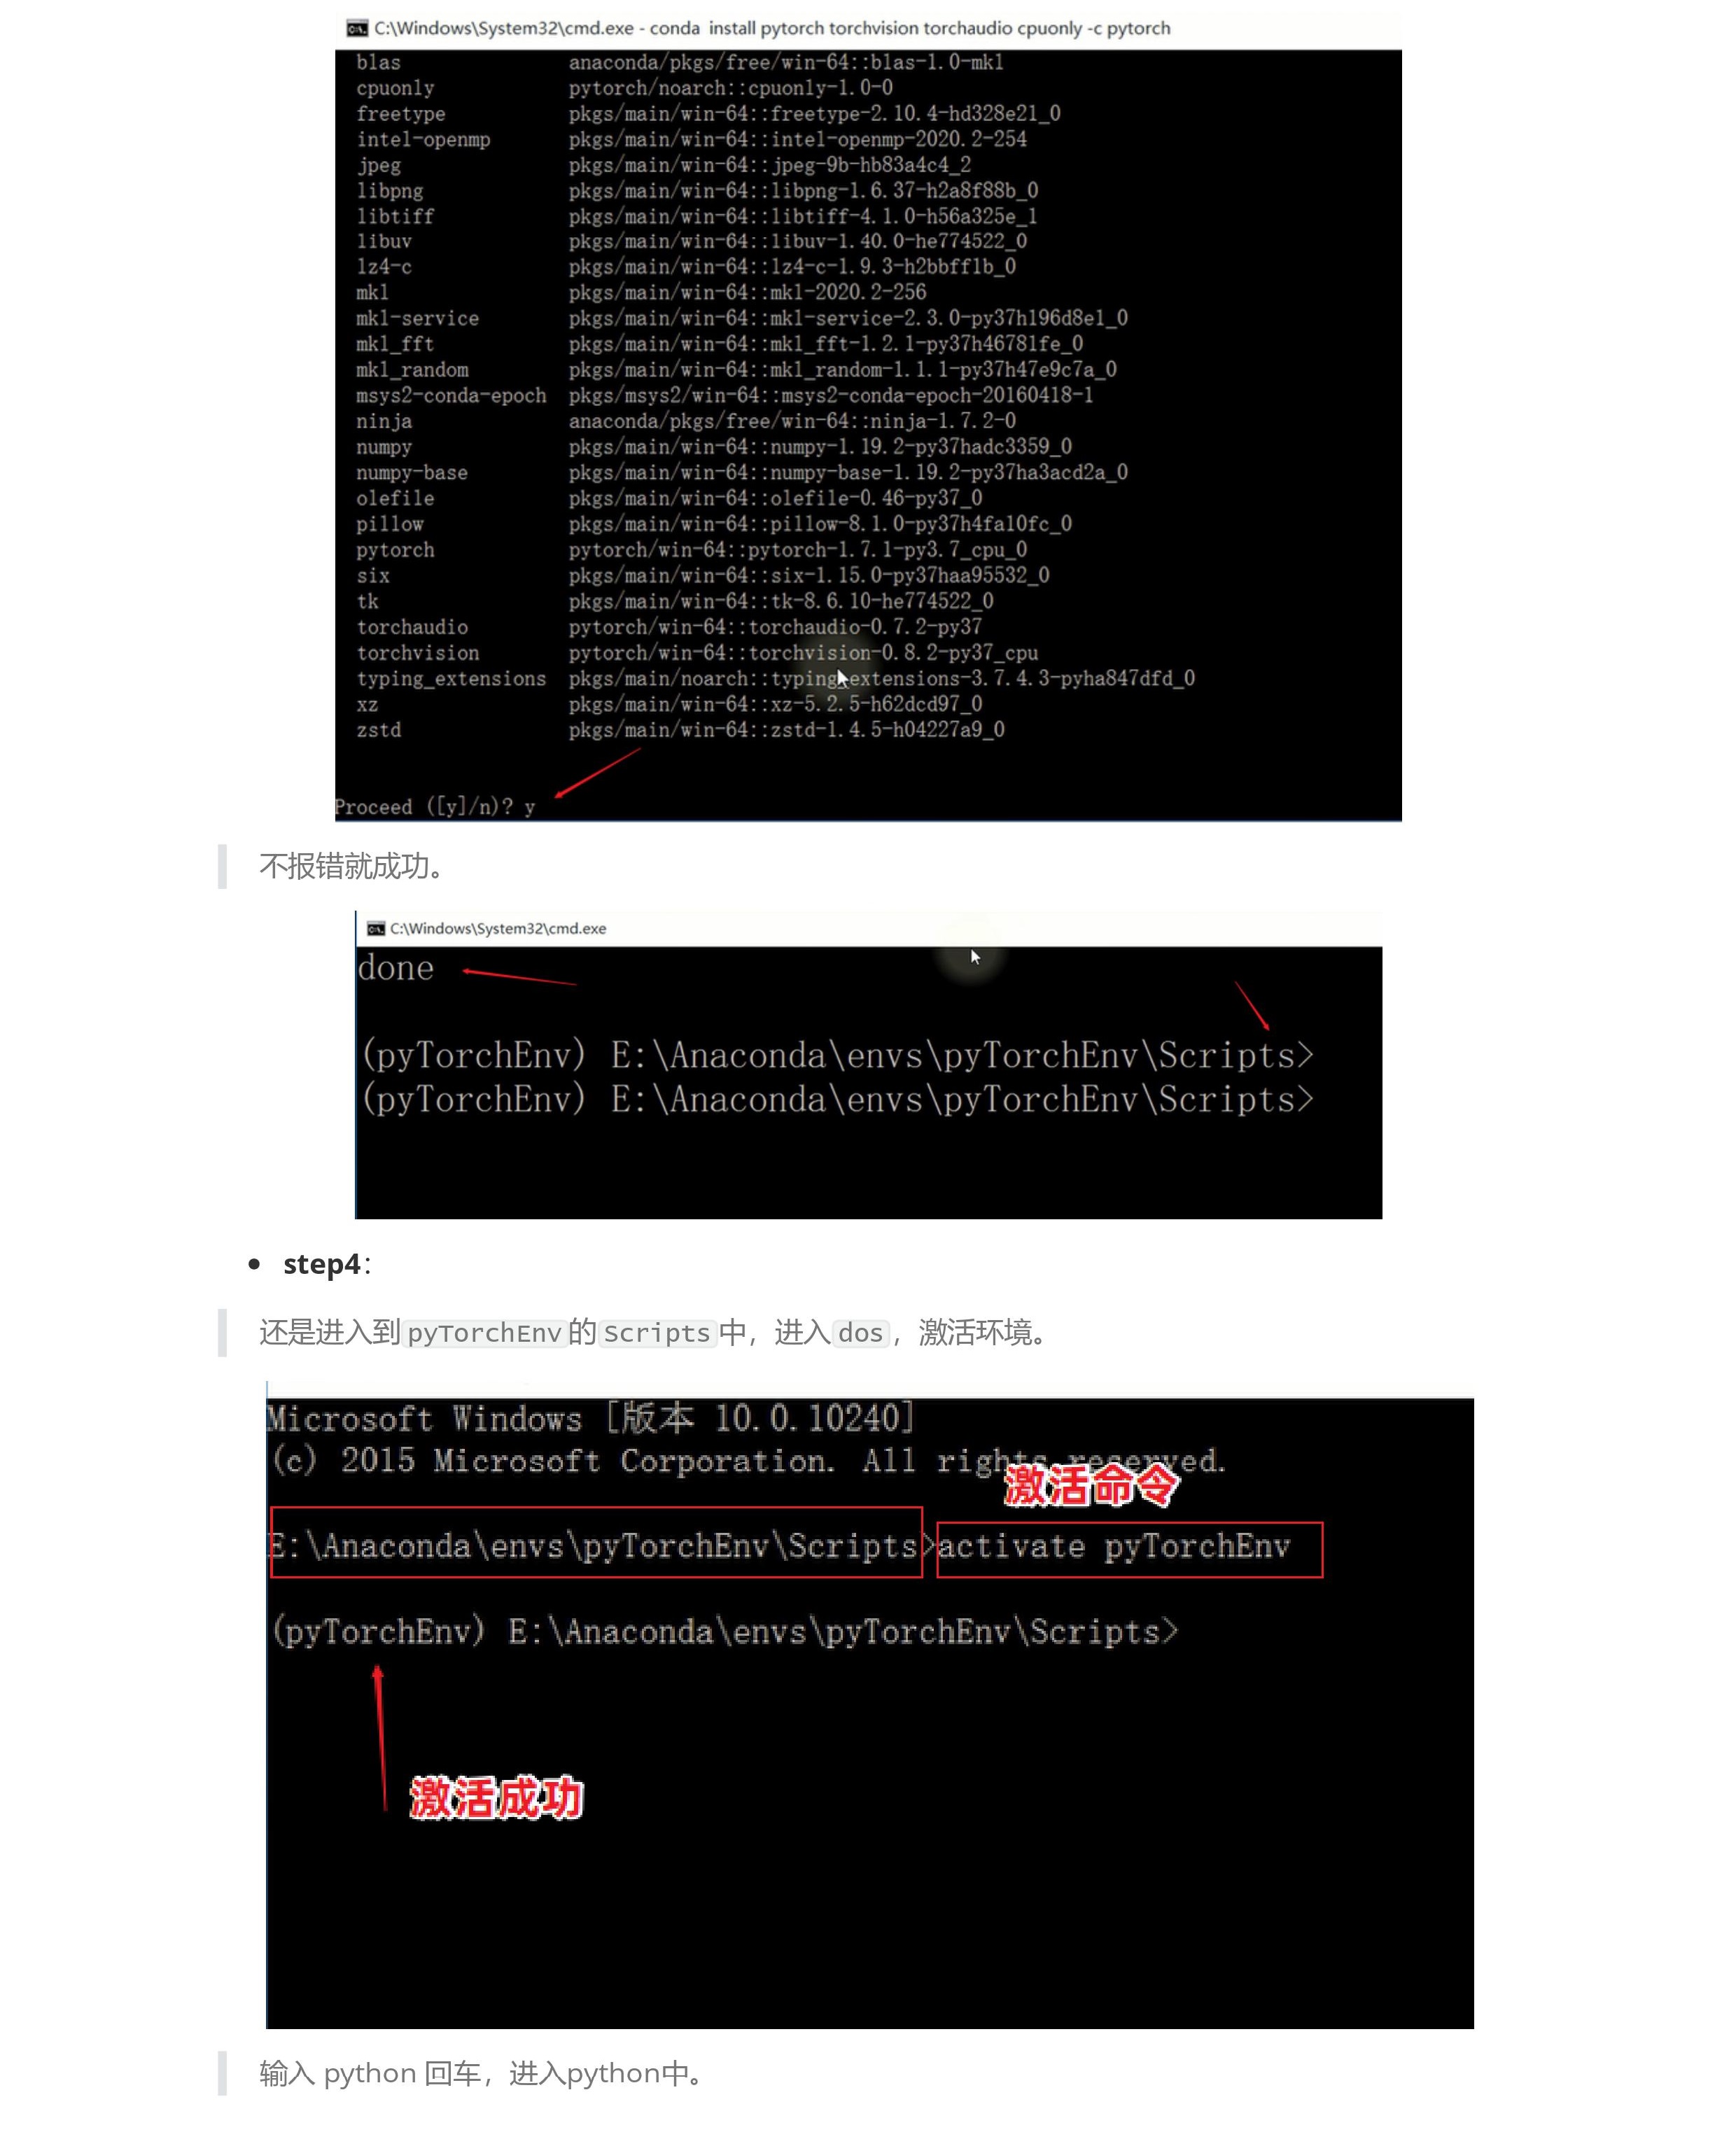 C:\Windows\System32\cmd.exe - conda  install pytorch torchvision torchaudio cpuonly -c pytorch
blas anaconda/pkgs/free/win-64::blas-1.0-mkl
cpuonly pytorch/noarch::cpuonly-1.0-0
freetype pkgs/main/win-64::freetype-2.10.4-hd328e21_0
intel-openmp pkgs/main/win-64::intel-openmp-2020.2-254
jpeg pkgs/main/win-64::jpeg-9b-hb83a4c4_2
libpng pkgs/main/win-64::libpng-1.6.37-h2a8f88b_0
libtiff pkgs/main/win-64::libtiff-4.1.0-h56a325e_1
libuv pkgs/main/win-64::libuv-1.40.0-he774522_0
lz4-c pkgs/main/win-64::lz4-c-1.9.3-h2bbff1b_0
mkl pkgs/main/win-64::mkl-2020.2-256
mkl-service pkgs/main/win-64::mkl-service-2.3.0-py37h196d8e1_0
mkl_fft pkgs/main/win-64::mkl_fft-1.2.1-py37h46781fe_0
mkl_random pkgs/main/win-64::mkl_random-1.1.1-py37h47e9c7a_0
msys2-conda-epoch pkgs/msys2/win-64::msys2-conda-epoch-20160418-1
ninja anaconda/pkgs/free/win-64::ninja-1.7.2-0
numpy pkgs/main/win-64::numpy-1.19.2-py37hadc3359_0
numpy-base pkgs/main/win-64::numpy-base-1.19.2-py37ha3acd2a_0
olefile pkgs/main/win-64::olefile-0.46-py37_0
pillow pkgs/main/win-64::pillow-8.1.0-py37h4fa10fc_0
pytorch pytorch/win-64::pytorch-1.7.1-py3.7_cpu_0
six pkgs/main/win-64::six-1.15.0-py37haa95532_0
tk pkgs/main/win-64::tk-8.6.10-he774522_0
torchaudio pytorch/win-64::torchaudio-0.7.2-py37
torchvision pytorch/win-64::torchvision-0.8.2-py37_cpu
typing_extensions pkgs/main/noarch::typing_extensions-3.7.4.3-pyha847dfd_0
xz pkgs/main/win-64::xz-5.2.5-h62dcd97_0
zstd pkgs/main/win-64::zstd-1.4.5-h04227a9_0
Proceed ([y]/n)? y
不报错就成功。
C:\Windows\System32\cmd.exe
done
(pyTorchEnv) E:\Anaconda\envs\pyTorchEnv\Scripts>
(pyTorchEnv) E:\Anaconda\envs\pyTorchEnv\Scripts>
• step4：
还是进入到pyTorchEnv的Scripts中，进入dos，激活环境。
Microsoft Windows [版本 10.0.10240]
(c) 2015 Microsoft Corporation. All rights reserved.
激活命令
E:\Anaconda\envs\pyTorchEnv\Scripts>activate pyTorchEnv
(pyTorchEnv) E:\Anaconda\envs\pyTorchEnv\Scripts>
激活成功
输入 python 回车，进入python中。